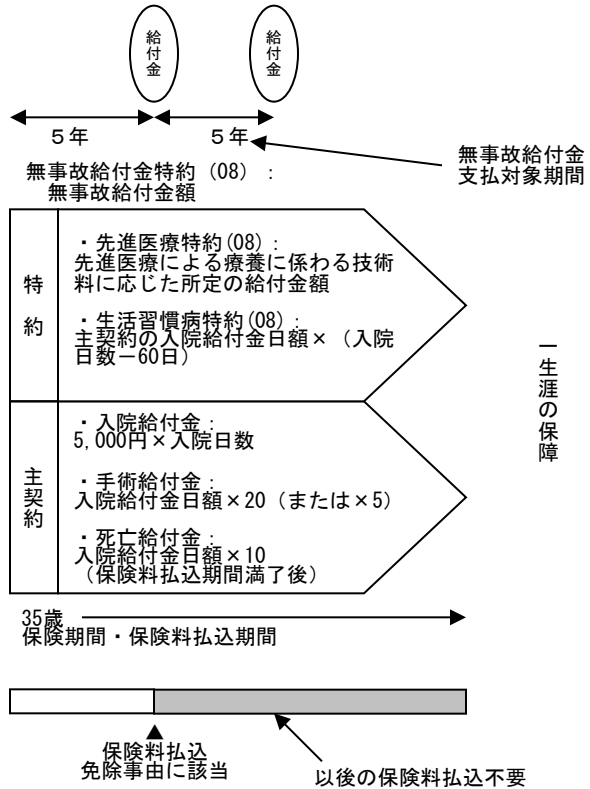 給付金
給付金
5年
5年
無事故給付金
支払対象期間
無事故給付金特約(08):
無事故給付金額
特約
・先進医療特約(08):
先進医療による療養に係わる技術
料に応じた所定の給付金額
・生活習慣病特約(08):
主契約の入院給付金日額×(入院
日数－60日)
一生涯の保障
主契約
・入院給付金:
5,000円×入院日数
・手術給付金:
入院給付金日額×20(または×5)
・死亡給付金:
入院給付金日額×10
(保険料払込期間満了後)
35歳
保険期間・保険料払込期間
▲
保険料払込
免除事由に該当
以後の保険料払込不要